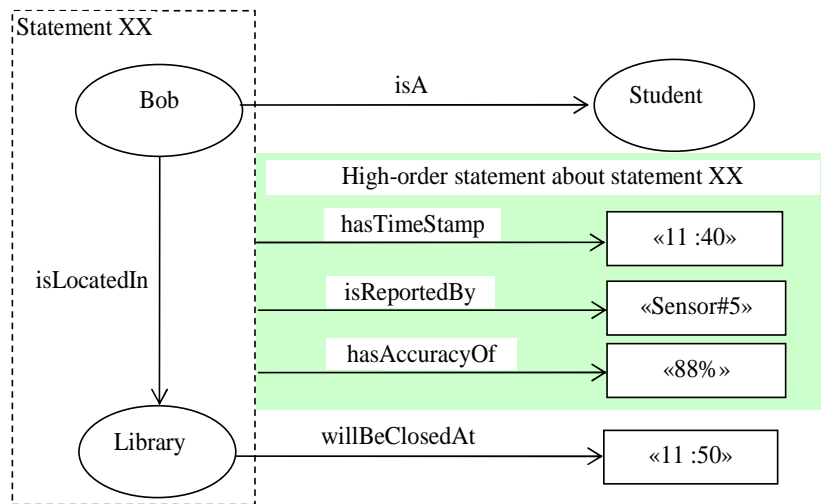 Statement XX
Bob
isA
Student
High-order statement about statement XX
hasTimeStamp
«11 :40»
isLocatedIn
isReportedBy
«Sensor#5»
hasAccuracyOf
«88%»
Library
willBeClosedAt
«11 :50»